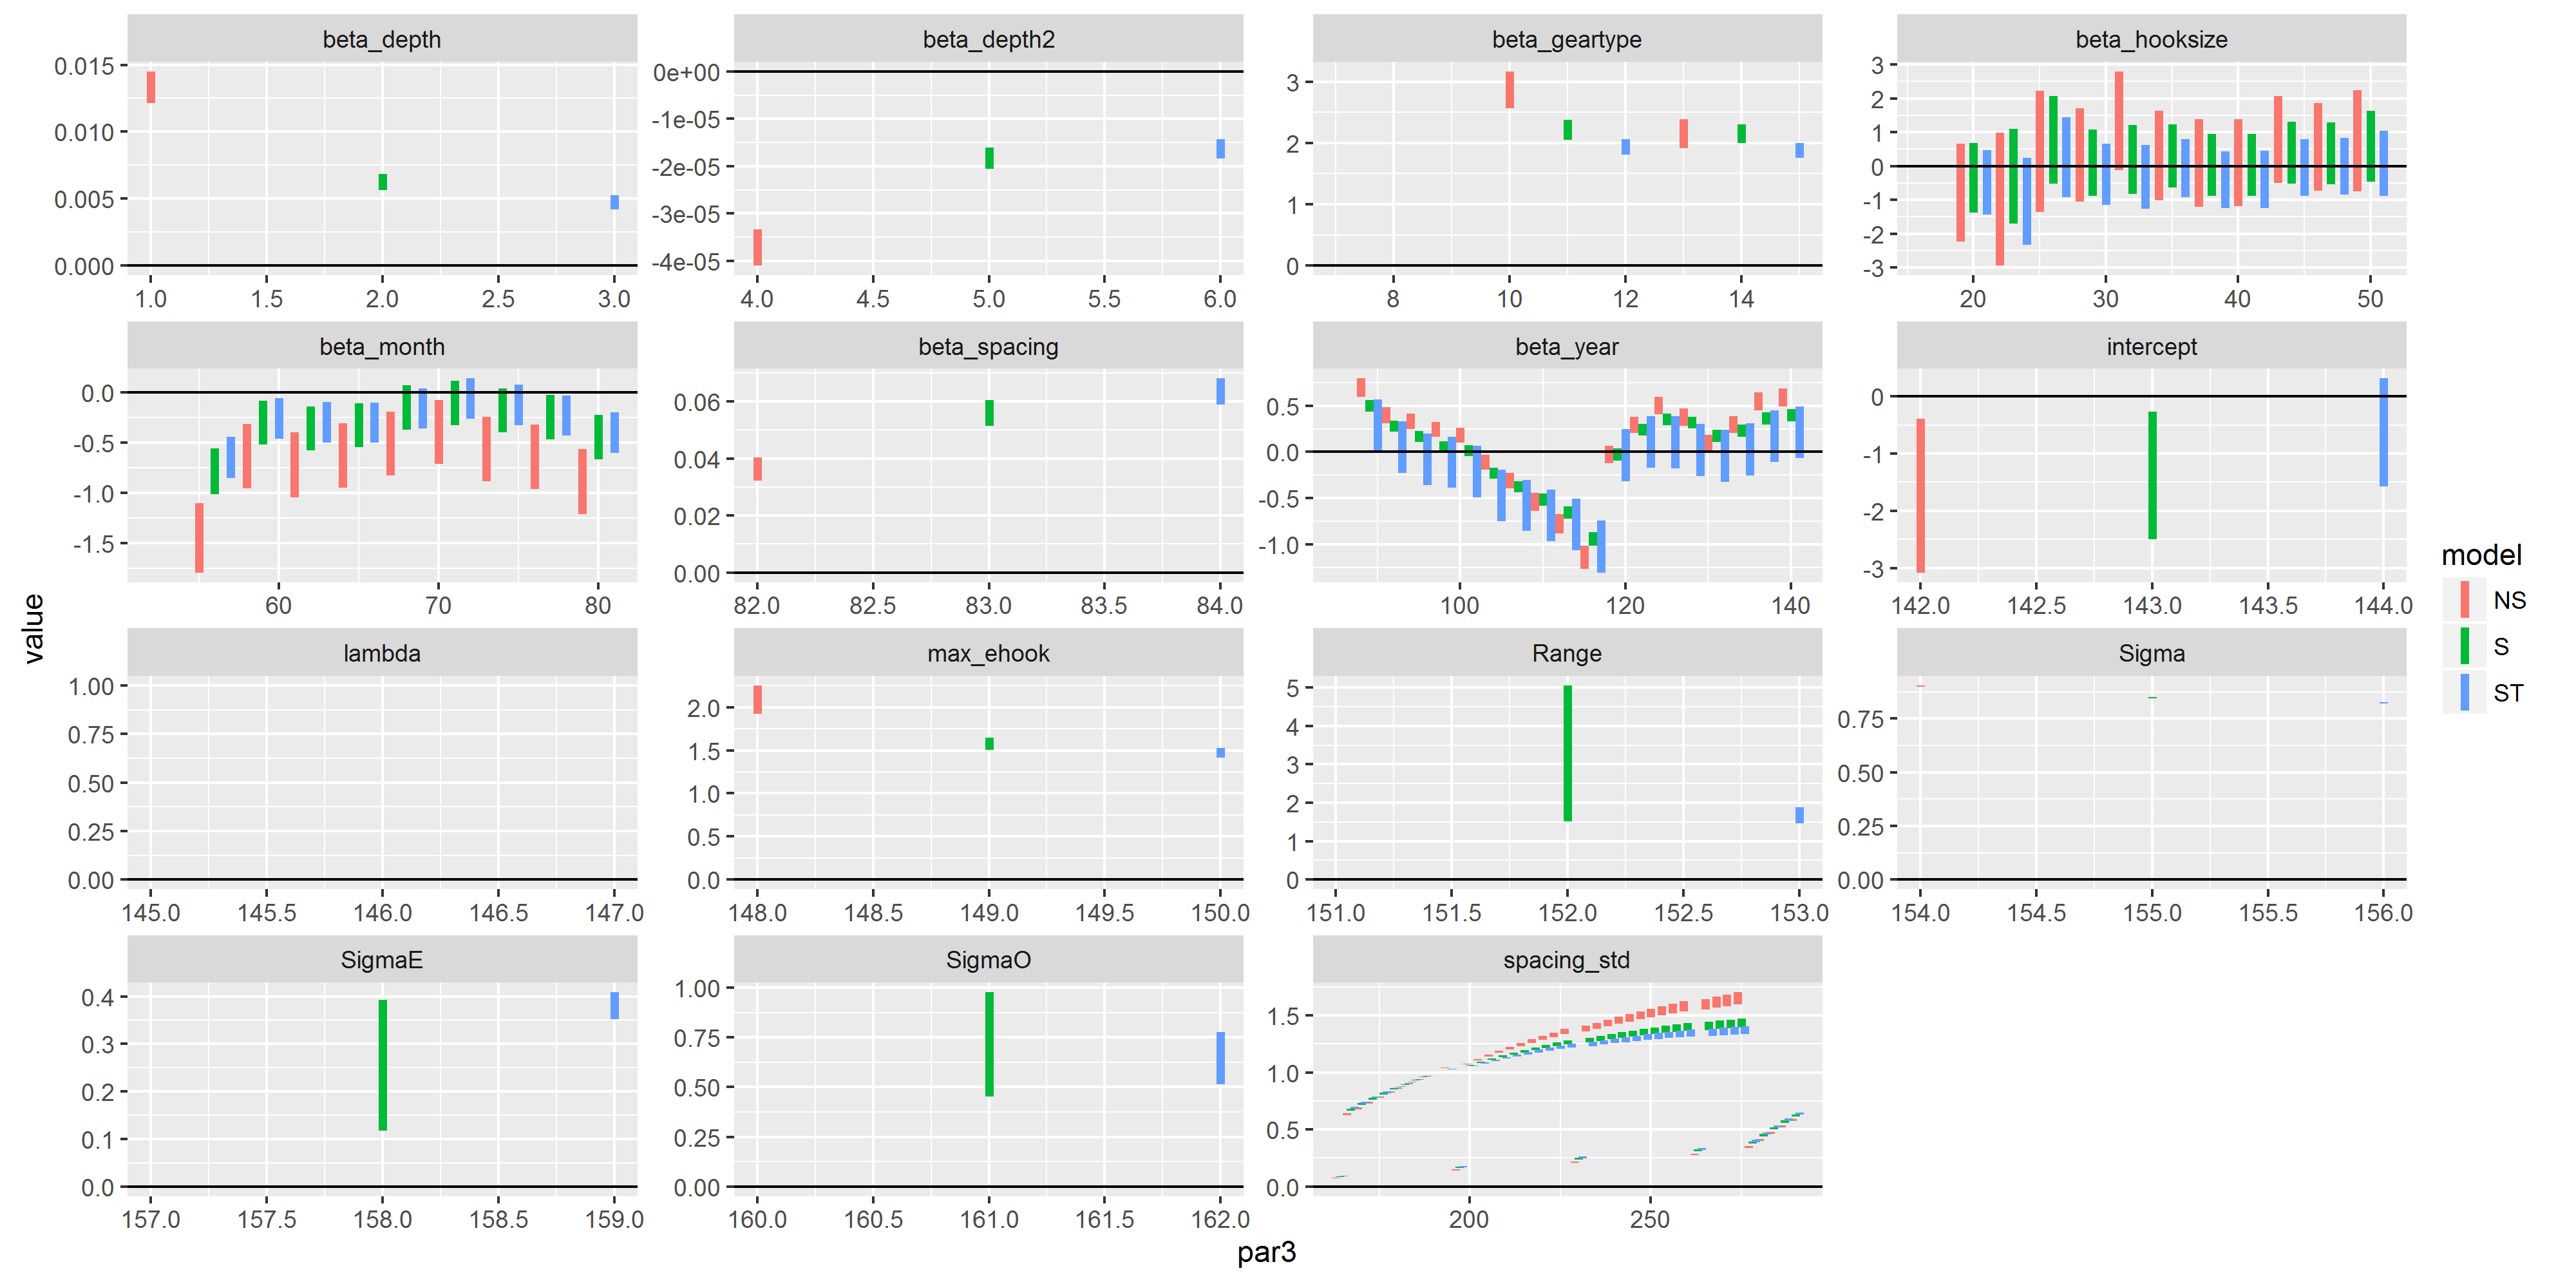 beta_depth
beta_depth2
beta_geartype
beta_hooksize
0.015
0.010
0.005
0.000
1.0 1.5 2.0 2.5 3.0
0e+00
-1e-05
-2e-05
-3e-05
-4e-05
4.0 4.5 5.0 5.5 6.0
3
2
1
0
8 10 12 14
3
2
1
0
-1
-2
-3
20 30 40 50
beta_month
beta_spacing
beta_year
intercept
0.0
-0.5
-1.0
-1.5
60 70 80
0.06
0.04
0.02
0.00
82.0 82.5 83.0 83.5 84.0
0.5
0.0
-0.5
-1.0
100 120 140
0
-1
-2
-3
142.0 142.5 143.0 143.5 144.0
lambda
max_ehook
Range
Sigma
1.00
0.75
0.50
0.25
0.00
145.0 145.5 146.0 146.5 147.0
2.0
1.5
1.0
0.5
0.0
148.0 148.5 149.0 149.5 150.0
5
4
3
2
1
0
151.0 151.5 152.0 152.5 153.0
0.75
0.50
0.25
0.00
154.0 154.5 155.0 155.5 156.0
SigmaE
SigmaO
spacing_std
0.4
0.3
0.2
0.1
0.0
157.0 157.5 158.0 158.5 159.0
1.00
0.75
0.50
0.25
0.00
160.0 160.5 161.0 161.5 162.0
1.5
1.0
0.5
0.0
200 250
value
par3
model
NS
S
ST